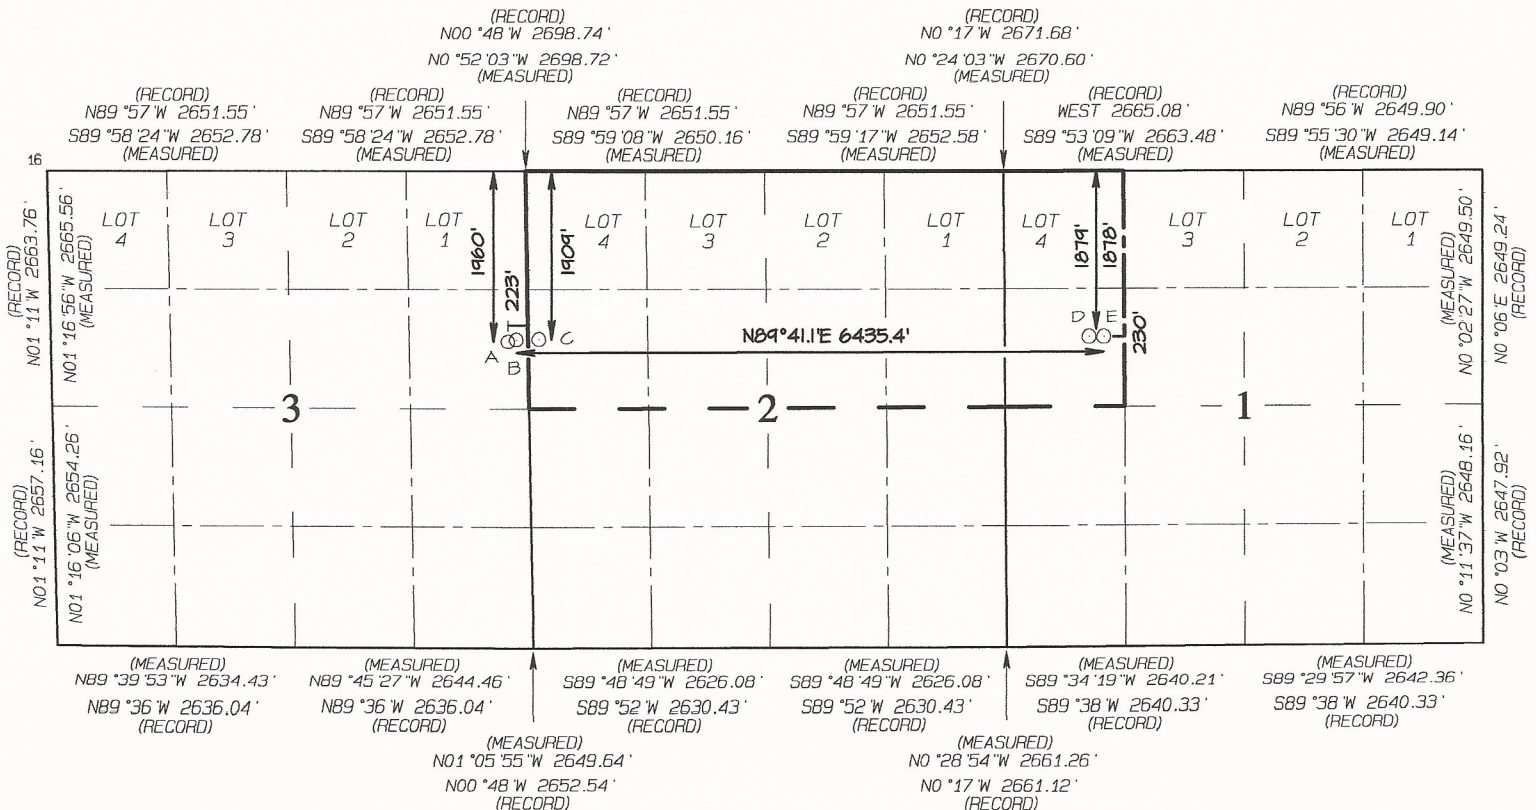 (RECORD)
N00 °48 'W 2698.74 '
N0 °52 '03 "W 2698.72 '
(MEASURED)
(RECORD)
N0 °17 'W 2671.68 '
N0 °24 '03 "W 2670.60 '
(MEASURED)
(RECORD)
N89 °57 'W 2651.55 '
S89 °58 '24 "W 2652.78 '
(MEASURED)
(RECORD)
N89 °57 'W 2651.55 '
S89 °58 '24 "W 2652.78 '
(MEASURED)
(RECORD)
N89 °57 'W 2651.55 '
S89 °59 '08 "W 2650.16 '
(MEASURED)
(RECORD)
N89 °57 'W 2651.55 '
S89 °59 '17 "W 2652.58 '
(MEASURED)
(RECORD)
WEST 2665.08 '
S89 °53 '09 "W 2663.48 '
(MEASURED)
(RECORD)
N89 °56 'W 2649.90 '
S89 °55 '30 "W 2649.14 '
(MEASURED)
16
(RECORD)
N01 °11 'W 2663.76 '
N01 °16 '56 "W 2665.56 '
(MEASURED)
LOT
4
LOT
3
LOT
2
LOT
1
1960'
223'
1909'
LOT
4
LOT
3
LOT
2
LOT
1
LOT
4
1879'
1878'
LOT
3
LOT
2
LOT
1
(MEASURED)
N0 °02 '27 "W 2649.50 '
N0 °06 'E 2649.24 '
(RECORD)
A
B
C
D
E
230'
N89°41.1'E 6435.4'
3
2
1
(RECORD)
N01 °11 'W 2657.16 '
N01 °16 '06 "W 2654.26 '
(MEASURED)
(MEASURED)
N0 °11 '37 "W 2648.16 '
N0 °03 'W 2647.92 '
(RECORD)
(MEASURED)
N89 °39 '53 "W 2634.43 '
N89 °36 'W 2636.04 '
(RECORD)
(MEASURED)
N89 °45 '27 "W 2644.46 '
N89 °36 'W 2636.04 '
(RECORD)
(MEASURED)
S89 °48 '49 "W 2626.08 '
S89 °52 'W 2630.43 '
(RECORD)
(MEASURED)
S89 °48 '49 "W 2626.08 '
S89 °52 'W 2630.43 '
(RECORD)
(MEASURED)
S89 °34 '19 "W 2640.21 '
S89 °38 'W 2640.33 '
(RECORD)
(MEASURED)
S89 °29 '57 "W 2642.36 '
S89 °38 'W 2640.33 '
(RECORD)
(MEASURED)
N01 °05 '55 "W 2649.64 '
N00 °48 'W 2652.54 '
(RECORD)
(MEASURED)
N0 °28 '54 "W 2661.26 '
N0 °17 'W 2661.12 '
(RECORD)